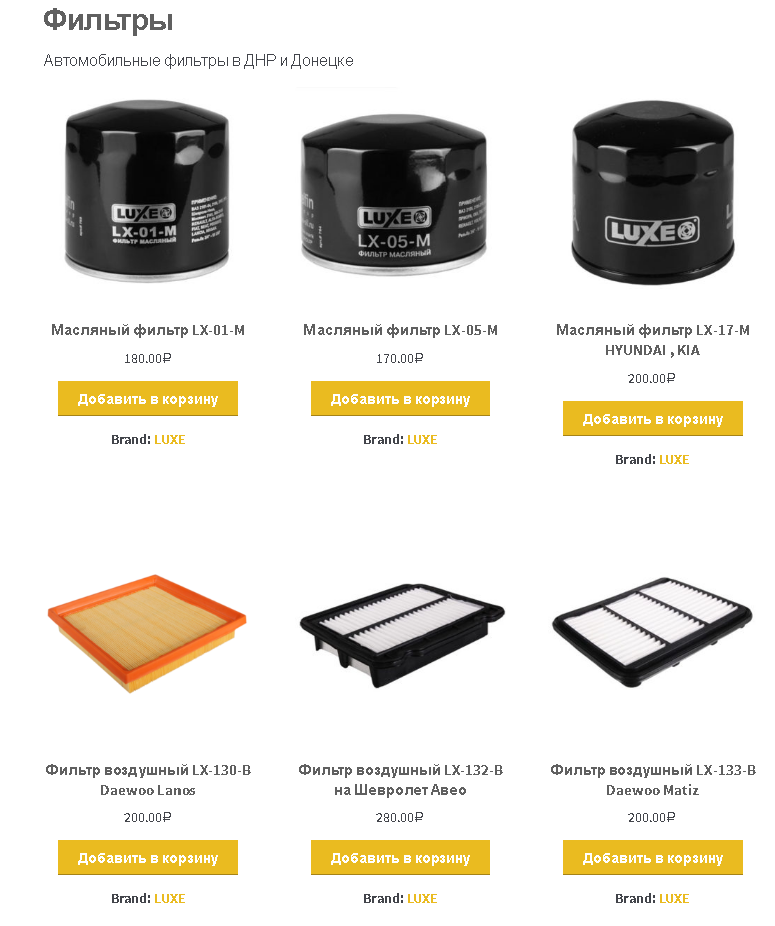 Фильтры
Автомобильные фильтры в ДНР и Донецке
LUXE
LX-01-M
ФИЛЬТР МАСЛЯНЫЙ
ПРИМЕНЕНИЕ:
LUXE
LX-05-M
ФИЛЬТР МАСЛЯНЫЙ
ПРИМЕНЕНИЕ:
LUXE
Масляный фильтр LX-01-M
180.00₽
Добавить в корзину
Brand: LUXE
Масляный фильтр LX-05-M
170.00₽
Добавить в корзину
Brand: LUXE
Масляный фильтр LX-17-M
HYUNDAI , KIA
200.00₽
Добавить в корзину
Brand: LUXE
Фильтр воздушный LX-130-В
Daewoo Lanos
200.00₽
Добавить в корзину
Brand: LUXE
Фильтр воздушный LX-132-В
на Шевролет Авео
280.00₽
Добавить в корзину
Brand: LUXE
Фильтр воздушный LX-133-В
Daewoo Matiz
200.00₽
Добавить в корзину
Brand: LUXE